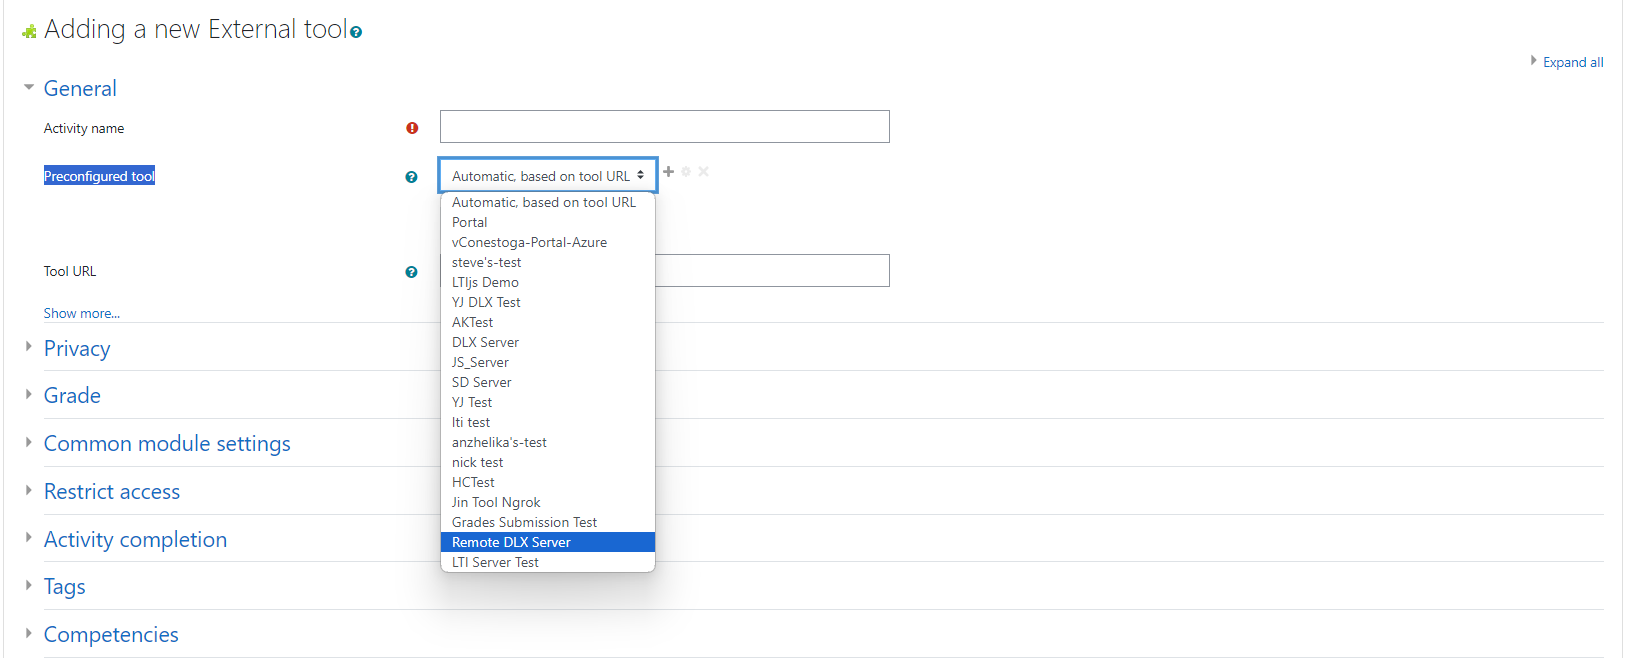 Adding a new External tool
Expand all
General
Activity name
Preconfigured tool
Automatic, based on tool URL
Automatic, based on tool URL
Portal
vConestoga-Portal-Azure
steve's-test
LTIjs Demo
YJ DLX Test
AKTest
DLX Server
JS_Server
SD Server
YJ Test
lti test
anzhelika's-test
nick test
HCTest
Jin Tool Ngrok
Grades Submission Test
Remote DLX Server
LTI Server Test
Tool URL
Show more...
Privacy
Grade
Common module settings
Restrict access
Activity completion
Tags
Competencies